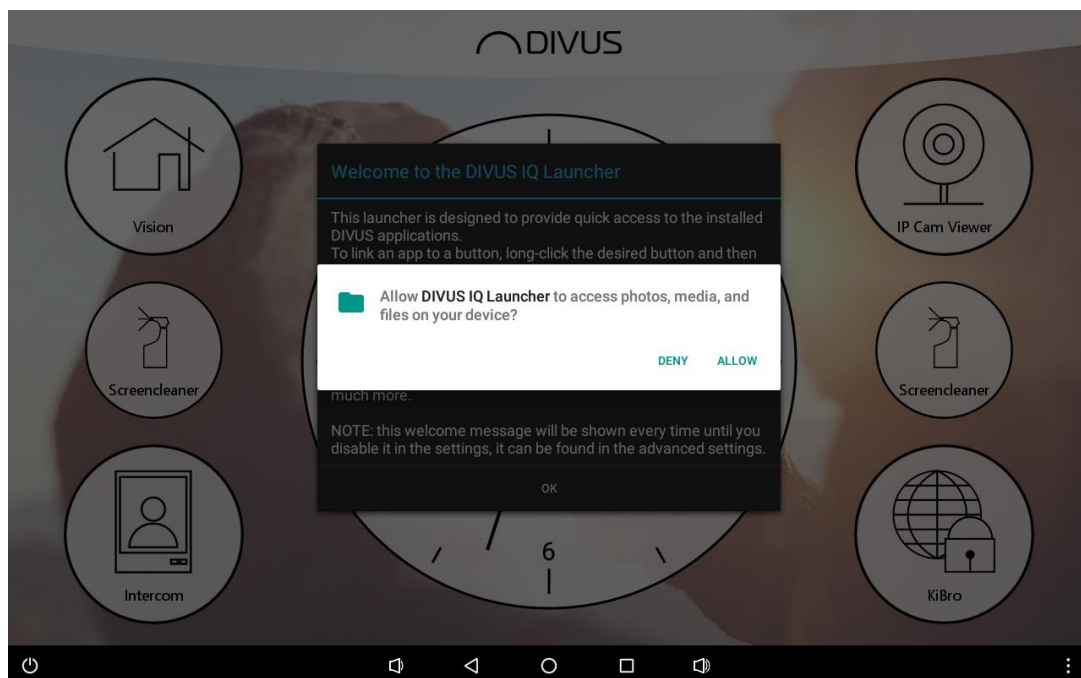 DIVUS
Welcome to the DIVUS IQ Launcher
This launcher is designed to provide quick access to the installed
DIVUS applications.
To link an app to a button, long-click the desired button and then
Allow DIVUS IQ Launcher to access photos, media, and
files on your device?
DENY ALLOW
much more.
NOTE: this welcome message will be shown every time until you
disable it in the settings, it can be found in the advanced settings.
OK
6
Vision
Screencleaner
Intercom
IP Cam Viewer
Screencleaner
KiBro